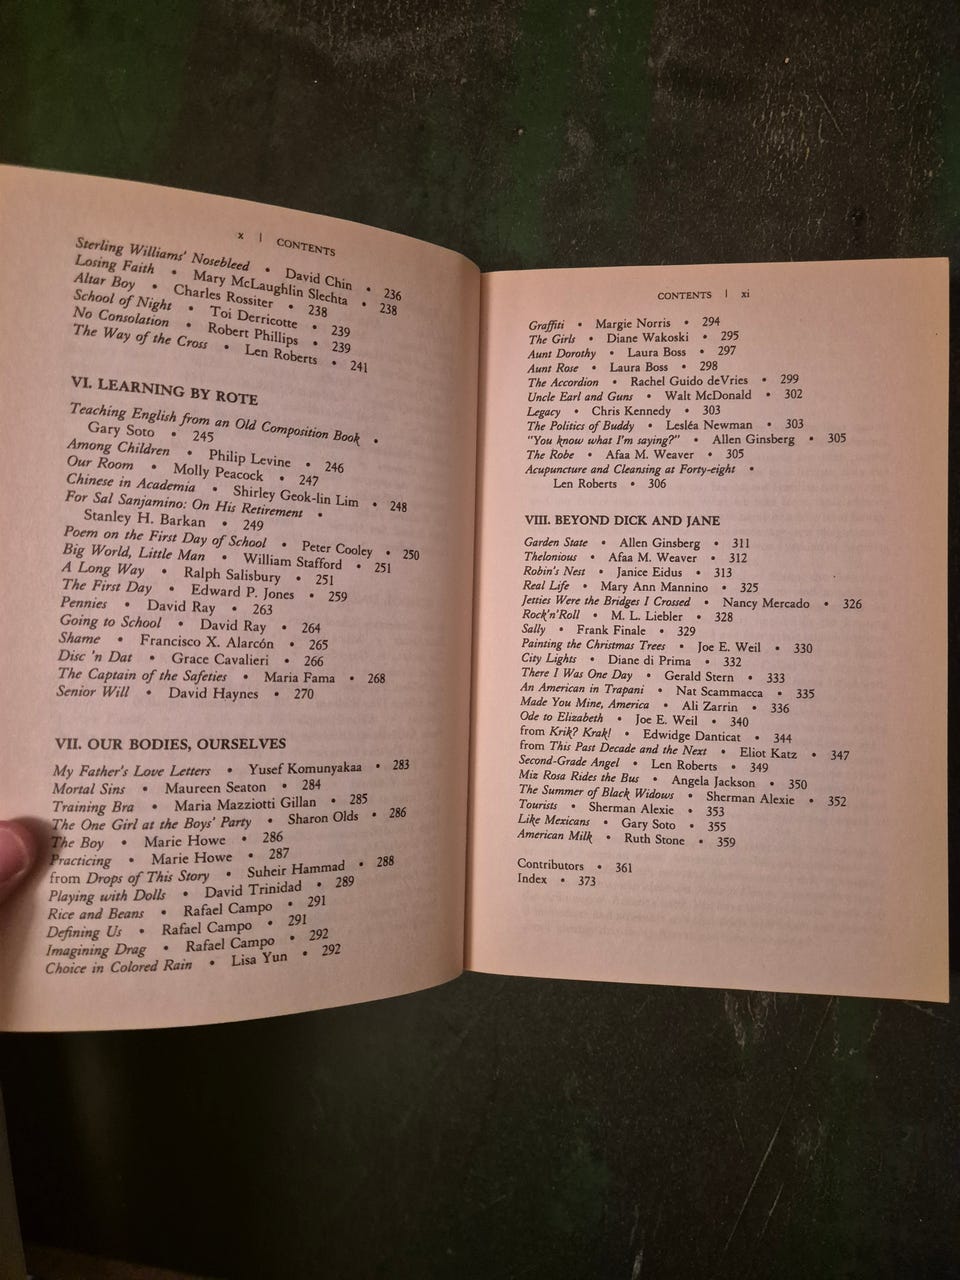 x | CONTENTS
Sterling Williams' Nosebleed • David Chin • 236
Losing Faith • Mary McLaughlin Slechta • 238
Altar Boy • Charles Rossiter • 238
School of Night • Toi Derricotte • 239
No Consolation • Robert Phillips • 239
The Way of the Cross • Len Roberts • 241
VI. LEARNING BY ROTE
Teaching English from an Old Composition Book •
Gary Soto • 245
Among Children • Philip Levine • 246
Our Room • Molly Peacock • 247
Chinese in Academia • Shirley Geok-lin Lim • 248
For Sal Sanjamino: On His Retirement •
Stanley H. Barkan • 249
Poem on the First Day of School • Peter Cooley • 250
Big World, Little Man • William Stafford • 251
A Long Way • Ralph Salisbury • 251
The First Day • Edward P. Jones • 259
Pennies • David Ray • 263
Going to School • David Ray • 264
Shame • Francisco X. Alarcón • 265
Disc 'n Dat • Grace Cavalieri • 266
The Captain of the Safeties • Maria Fama • 268
Senior Will • David Haynes • 270
VII. OUR BODIES, OURSELVES
My Father's Love Letters • Yusef Komunyakaa • 283
Mortal Sins • Maureen Seaton • 284
Training Bra • Maria Mazziotti Gillan • 285
The One Girl at the Boys' Party • Sharon Olds • 286
The Boy • Marie Howe • 286
Practicing • Marie Howe • 287
from Drops of This Story • Suheir Hammad • 288
Playing with Dolls • David Trinidad • 289
Rice and Beans • Rafael Campo • 291
Defining Us • Rafael Campo • 291
Imagining Drag • Rafael Campo • 292
Choice in Colored Rain • Lisa Yun • 292
CONTENTS | xi
Graffiti • Margie Norris • 294
The Girls • Diane Wakoski • 295
Aunt Dorothy • Laura Boss • 297
Aunt Rose • Laura Boss • 298
The Accordion • Rachel Guido deVries • 299
Uncle Earl and Guns • Walt McDonald • 302
Legacy • Chris Kennedy • 303
The Politics of Buddy • Lesléa Newman • 303
"You know what I'm saying?" • Allen Ginsberg • 305
The Robe • Afaa M. Weaver • 305
Acupuncture and Cleansing at Forty-eight •
Len Roberts • 306
VIII. BEYOND DICK AND JANE
Garden State • Allen Ginsberg • 311
Thelonious • Afaa M. Weaver • 312
Robin's Nest • Janice Eidus • 313
Real Life • Mary Ann Mannino • 325
Jetties Were the Bridges I Crossed • Nancy Mercado • 326
Rock'n'Roll • M. L. Liebler • 328
Sally • Frank Finale • 329
Painting the Christmas Trees • Joe E. Weil • 330
City Lights • Diane di Prima • 332
There I Was One Day • Gerald Stern • 333
An American in Trapani • Nat Scammacca • 335
Made You Mine, America • Ali Zarrin • 336
Ode to Elizabeth • Joe E. Weil • 340
from Krik? Krak! • Edwidge Danticat • 344
from This Past Decade and the Next • Eliot Katz • 347
Second-Grade Angel • Len Roberts • 349
Miz Rosa Rides the Bus • Angela Jackson • 350
The Summer of Black Widows • Sherman Alexie • 352
Tourists • Sherman Alexie • 353
Like Mexicans • Gary Soto • 355
American Milk • Ruth Stone • 359
Contributors • 361
Index • 373